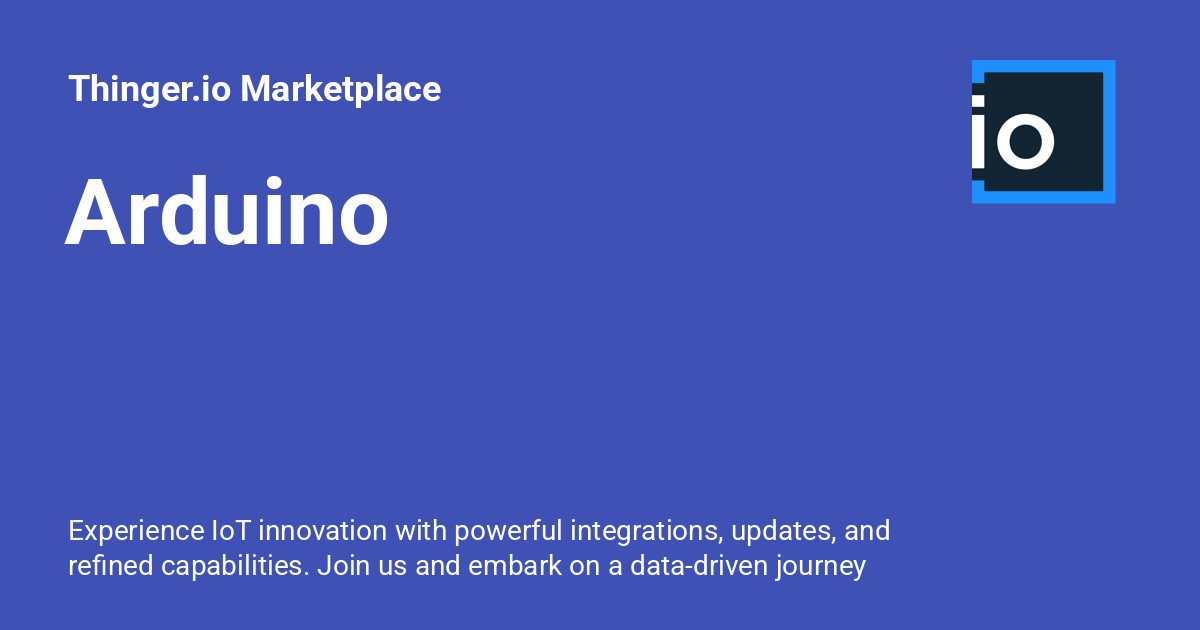 Thinger.io Marketplace
io
Arduino
Experience IoT innovation with powerful integrations, updates, and
refined capabilities. Join us and embark on a data-driven journey